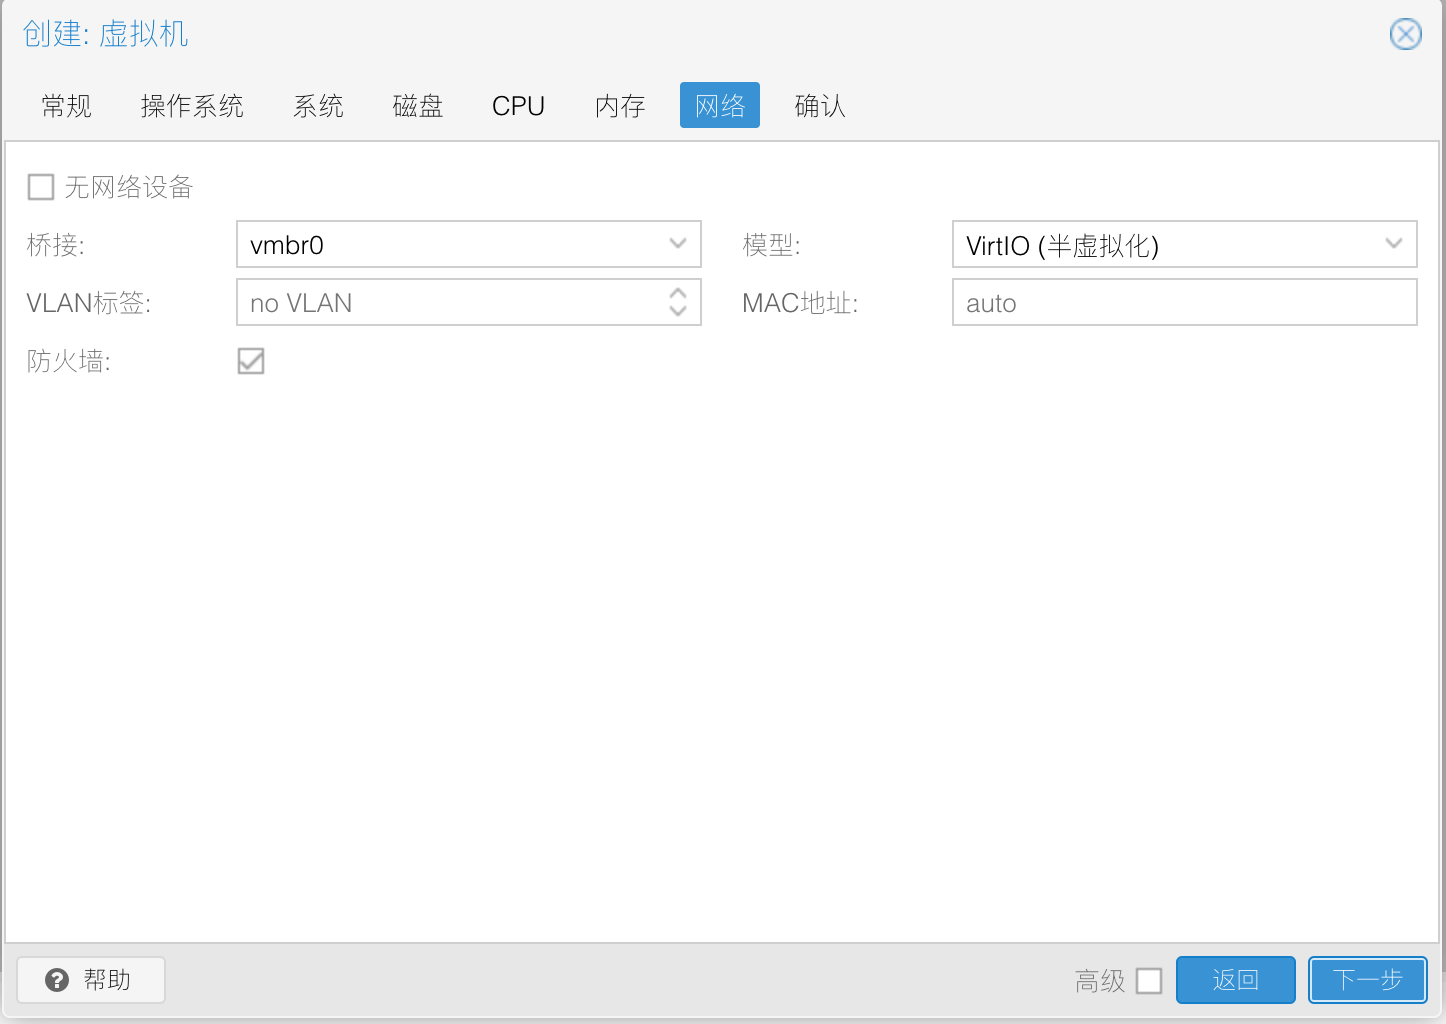 创建: 虚拟机
常规 操作系统 系统 磁盘 CPU 内存 网络 确认
无网络设备
桥接: vmbr0 模型: VirtIO (半虚拟化)
VLAN标签: no VLAN MAC地址: auto
防火墙:
帮助 高级 返回 下一步